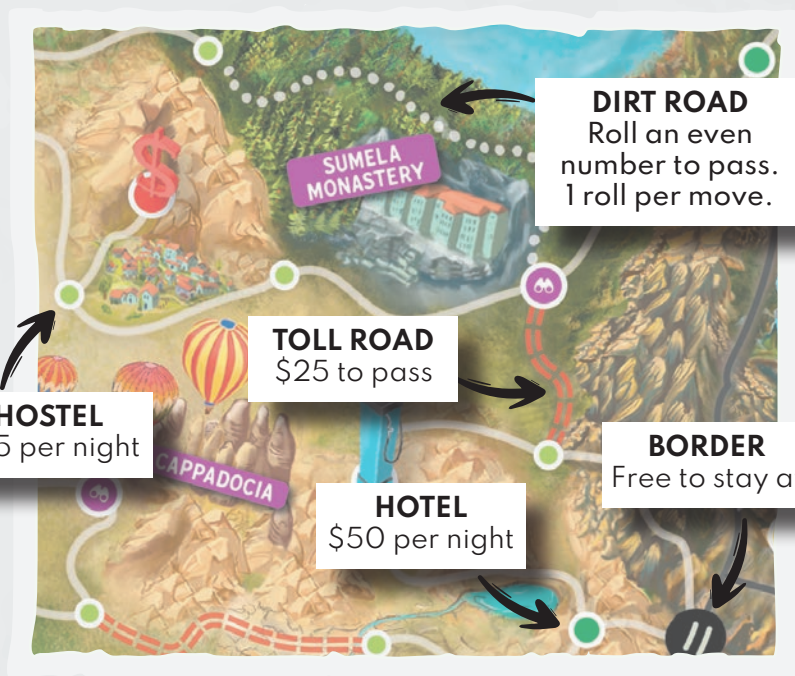 DIRT ROAD
Roll an even
number to pass.
1 roll per move.
$
SUMELA
MONASTERY
TOLL ROAD
$25 to pass
HOSTEL
5 per night
CAPPADOCIA
BORDER
Free to stay a
HOTEL
$50 per night